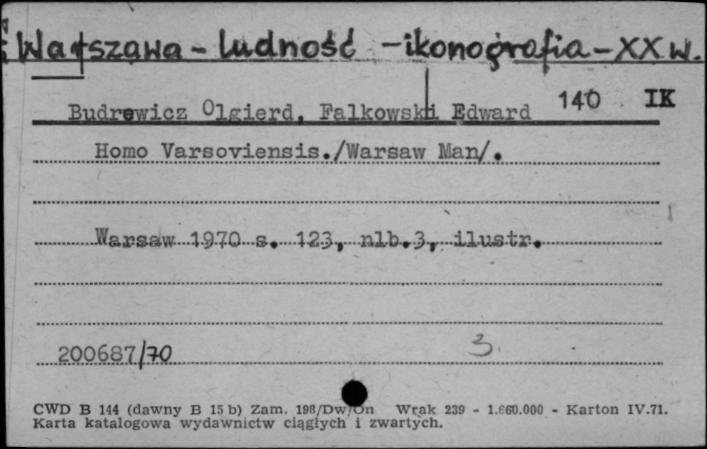 Warszawa - ludność - ikonografia - XX w.
140 IK
Budrewicz Olgierd, Falkowski Edward
Homo Varsoviensis./Warsaw Man/.
Warsaw 1970 s. 123, nlb.3, ilustr.
200687/70 3
CWD B 144 (dawny B 15 b) Zam. 198/Dw/On Wrak 239 - 1.660.000 - Karton IV.71.
Karta katalogowa wydawnictw ciągłych i zwartych.